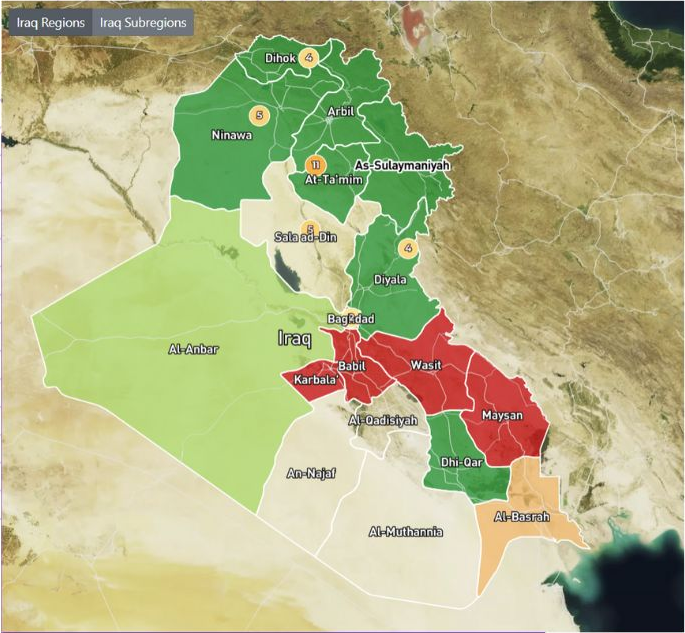 Iraq Regions
Iraq Subregions
Dihok
4
5
Arbil
Ninawa
11
As-Sulaymaniyah
At-Ta'mim
5
Sala ad-Din
4
Diyala
Baghdad
Iraq
Al-Anbar
Babil
Wasit
Karbala'
Maysan
Al-Qadisiyah
Dhi-Qar
An-Najaf
Al-Basrah
Al-Muthannia